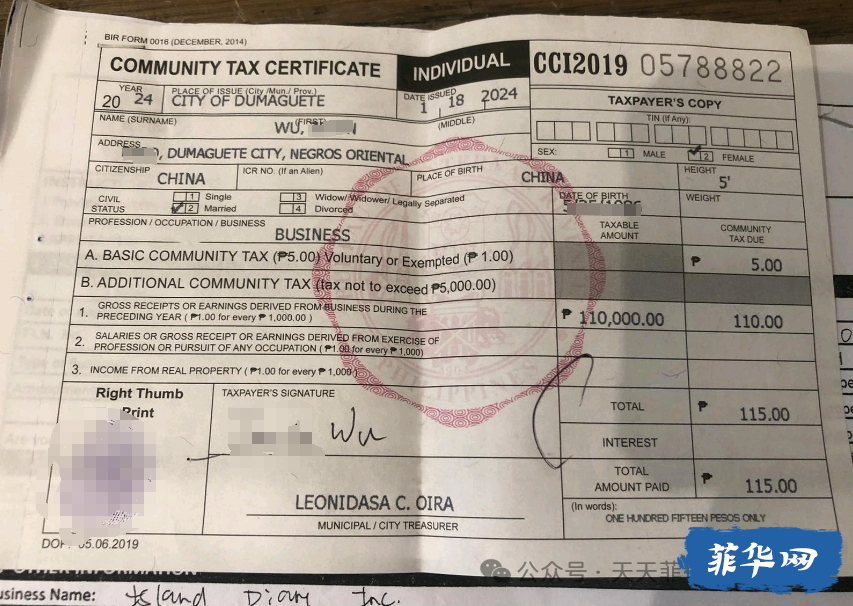 BIR FORM 0016 (DECEMBER, 2014)
COMMUNITY TAX CERTIFICATE
INDIVIDUAL
CCI2019 05788822
YEAR
20 24
PLACE OF ISSUE (City /Mun./ Prov.)
CITY OF DUMAGUETE
DATE ISSUED
1 18 2024
TAXPAYER'S COPY
NAME (SURNAME)
(FIRST)
(MIDDLE)
WU,
TIN (If Any):
ADDRESS
, DUMAGUETE CITY, NEGROS ORIENTAL
SEX:
1 MALE
2 FEMALE
CITIZENSHIP
CHINA
ICR NO. (If an Alien)
PLACE OF BIRTH
CHINA
HEIGHT
5'
CIVIL STATUS
1 Single
2 Married
3 Widow/ Widower/ Legally Separated
4 Divorced
DATE OF BIRTH
WEIGHT
PROFESSION / OCCUPATION / BUSINESS
BUSINESS
TAXABLE AMOUNT
COMMUNITY TAX DUE
A. BASIC COMMUNITY TAX (₱5.00) Voluntary or Exempted (₱ 1.00)
₱ 5.00
B. ADDITIONAL COMMUNITY TAX (tax not to exceed ₱5,000.00)
1. GROSS RECEIPTS OR EARNINGS DERIVED FROM BUSINESS DURING THE
PRECEDING YEAR ( ₱1.00 for every ₱ 1,000.00 )
₱ 110,000.00
110.00
2. SALARIES OR GROSS RECEIPT OR EARNINGS DERIVED FROM EXERCISE OF
PROFESSION OR PURSUIT OF ANY OCCUPATION ( ₱1.00 for every ₱ 1,000)
3. INCOME FROM REAL PROPERTY ( ₱1.00 for every ₱ 1,000)
Right Thumb
Print
TAXPAYER'S SIGNATURE
Wu
TOTAL
₱ 115.00
INTEREST
TOTAL
AMOUNT PAID
₱ 115.00
LEONIDASA C. OIRA
MUNICIPAL / CITY TREASURER
(In words):
ONE HUNDRED FIFTEEN PESOS ONLY
05.06.2019
公众号 · 天天菲
菲华网
Business Name: Island Diary Inc.